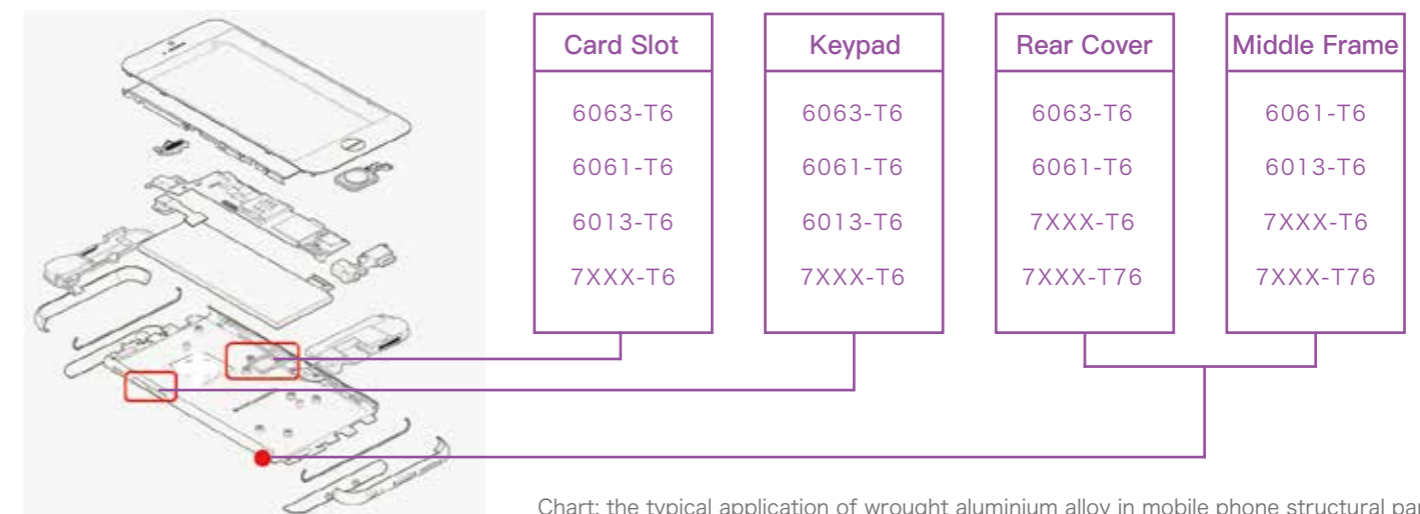 Card Slot
6063-T6
6061-T6
6013-T6
7XXX-T6
Keypad
6063-T6
6061-T6
6013-T6
7XXX-T6
Rear Cover
6063-T6
6061-T6
7XXX-T6
7XXX-T76
Middle Frame
6061-T6
6013-T6
7XXX-T6
7XXX-T76
Chart: the typical application of wrought aluminium alloy in mobile phone structural par